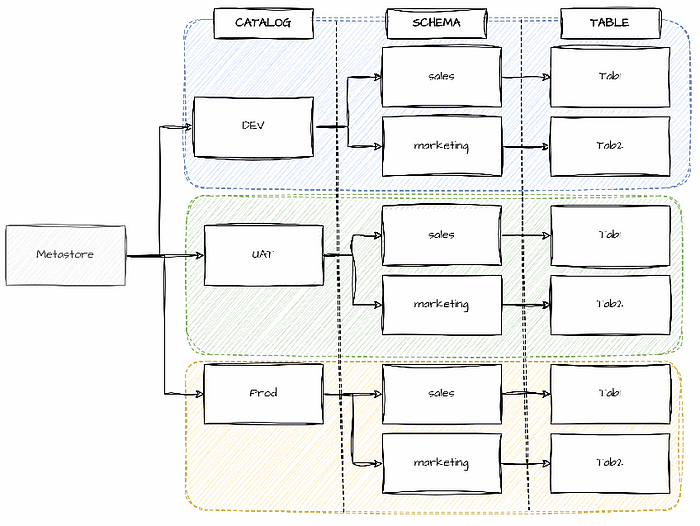 CATALOG
SCHEMA
TABLE
sales
Tab1
DEV
marketing
Tab2
sales
Tab1
Metastore
UAT
marketing
Tab2
Prod
sales
Tab1
marketing
Tab2